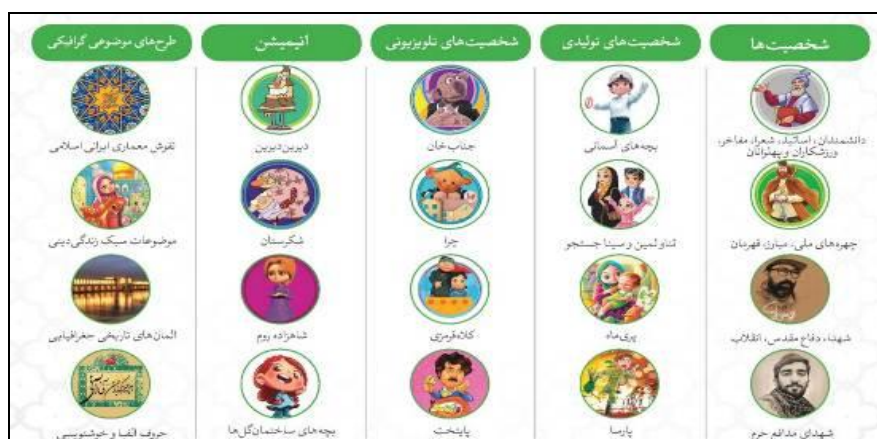 شخصیت‌ها
شخصیت‌های تولیدی
شخصیت‌های تلویزیونی
انیمیشن
طرح‌های موضوعی گرافیکی
دانشمندان، اساتید، شعرا، مفاخر،
ورزشکاران و پهلوانان
بچه‌های آسمانی
جناب‌خان
دیرین‌دیرین
نقوش معماری ایرانی اسلامی
چهره‌های ملی، مبارز، قهرمان
ثنا و ثمین و سینا جستجو
چرا
شکرستان
موضوعات سبک زندگی دینی
شهدا، دفاع مقدس، انقلاب
پری‌ماه
کلاه‌قرمزی
شاهزاده روم
المان‌های تاریخی جغرافیایی
شهدای مدافع حرم
پارسا
پایتخت
بچه‌های ساختمان‌گل‌ها
حروف الفبا و خوشنویسی